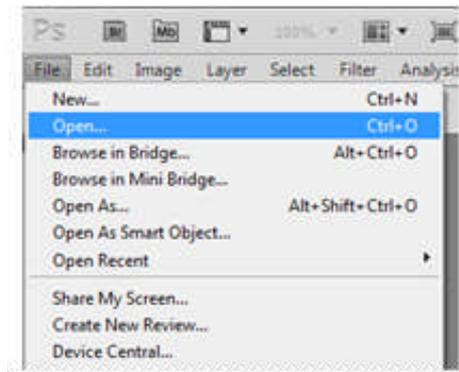 Ps Br Mb 100%
File Edit Image Layer Select Filter Analysis
New... Ctrl+N
Open... Ctrl+O
Browse in Bridge... Alt+Ctrl+O
Browse in Mini Bridge...
Open As... Alt+Shift+Ctrl+O
Open As Smart Object...
Open Recent
Share My Screen...
Create New Review...
Device Central...